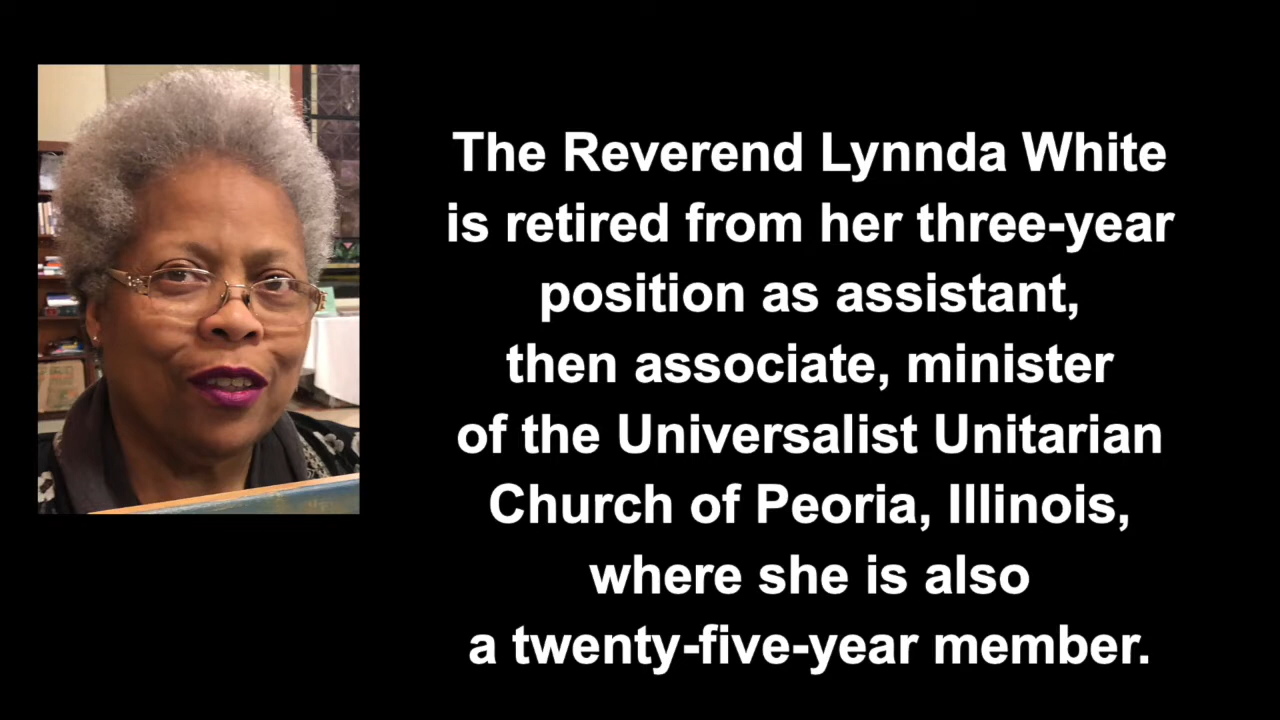 The Reverend Lynnda White
is retired from her three-year
position as assistant,
then associate, minister
of the Universalist Unitarian
Church of Peoria, Illinois,
where she is also
a twenty-five-year member.